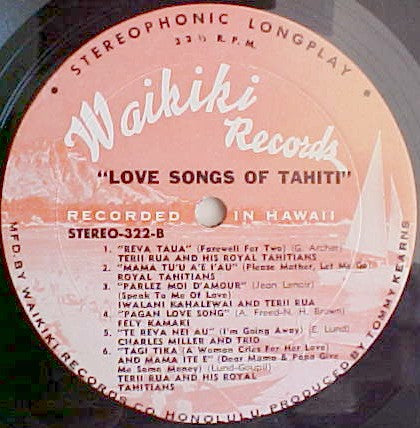 • STEREOPHONIC LONGPLAY •
33 ⅓ R.P.M.
Waikiki
Records
"LOVE SONGS OF TAHITI"
RECORDED IN HAWAII
STEREO-322-B
1. "REVA TAUA" (Farewell For Two) (G. Archer)
TERII RUA AND HIS ROYAL TAHITIANS
2. "MAMA TU'U A'E I'AU" (Please Mother, Let Me Go)
ROYAL TAHITIANS
3. "PARLEZ MOI D'AMOUR" (Jean Lenoir)
(Speak To Me Of Love)
IWALANI KAHALEWAI AND TERII RUA
4. "PAGAN LOVE SONG" (A. Freed-N. H. Brown)
FELY KAMAKI
5. "TE REVA NEI AU" (I'm Going Away) (E. Lund)
CHARLES MILLER AND TRIO
6. "TAGI TIKA (A Woman Cries For Her Love)
AND MAMA ITE E" (Dear Mama & Papa Give
Me Some Money) (Lund-Goupil)
TERII RUA AND HIS ROYAL
TAHITIANS
MFD. BY WAIKIKI RECORDS CO. HONOLULU. PRODUCED BY TOMMY KEARNS